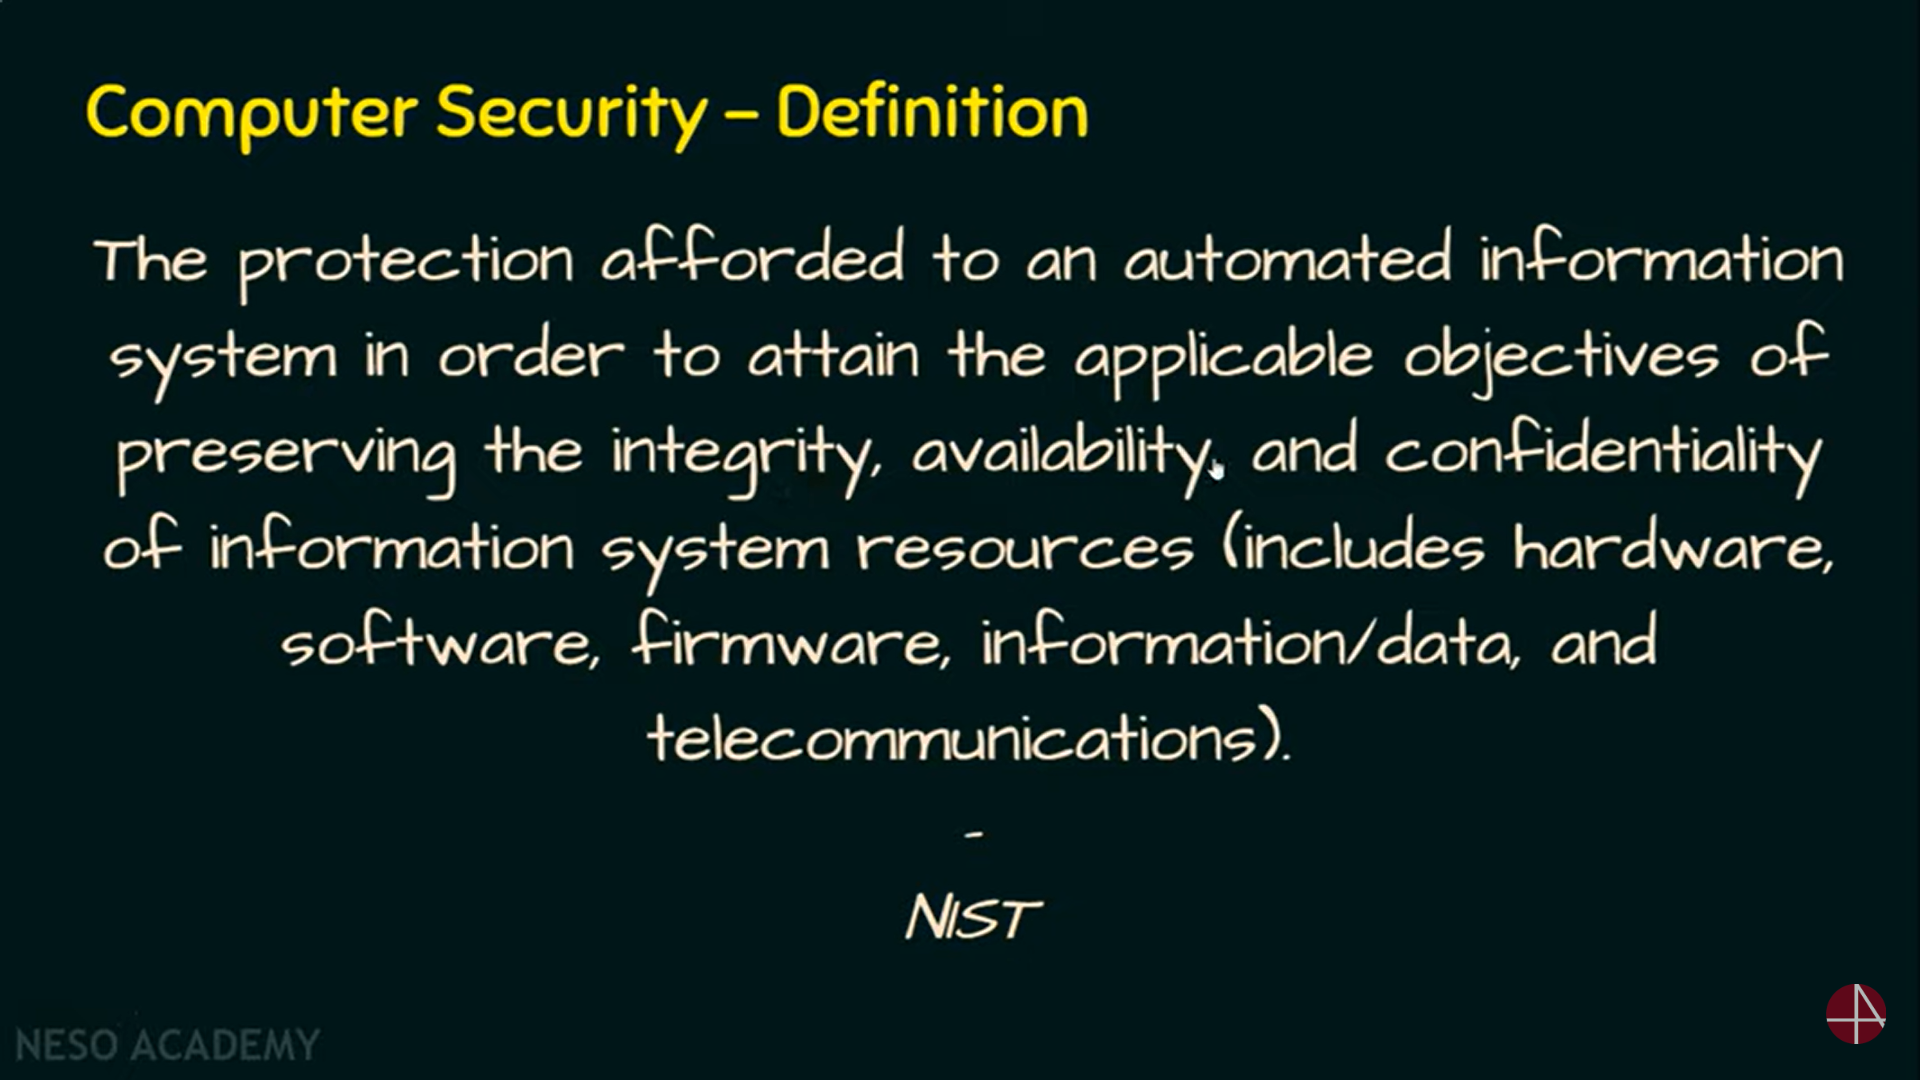 Computer Security – Definition
The protection afforded to an automated information
system in order to attain the applicable objectives of
preserving the integrity, availability, and confidentiality
of information system resources (includes hardware,
software, firmware, information/data, and
telecommunications).
-
NIST
NESO ACADEMY